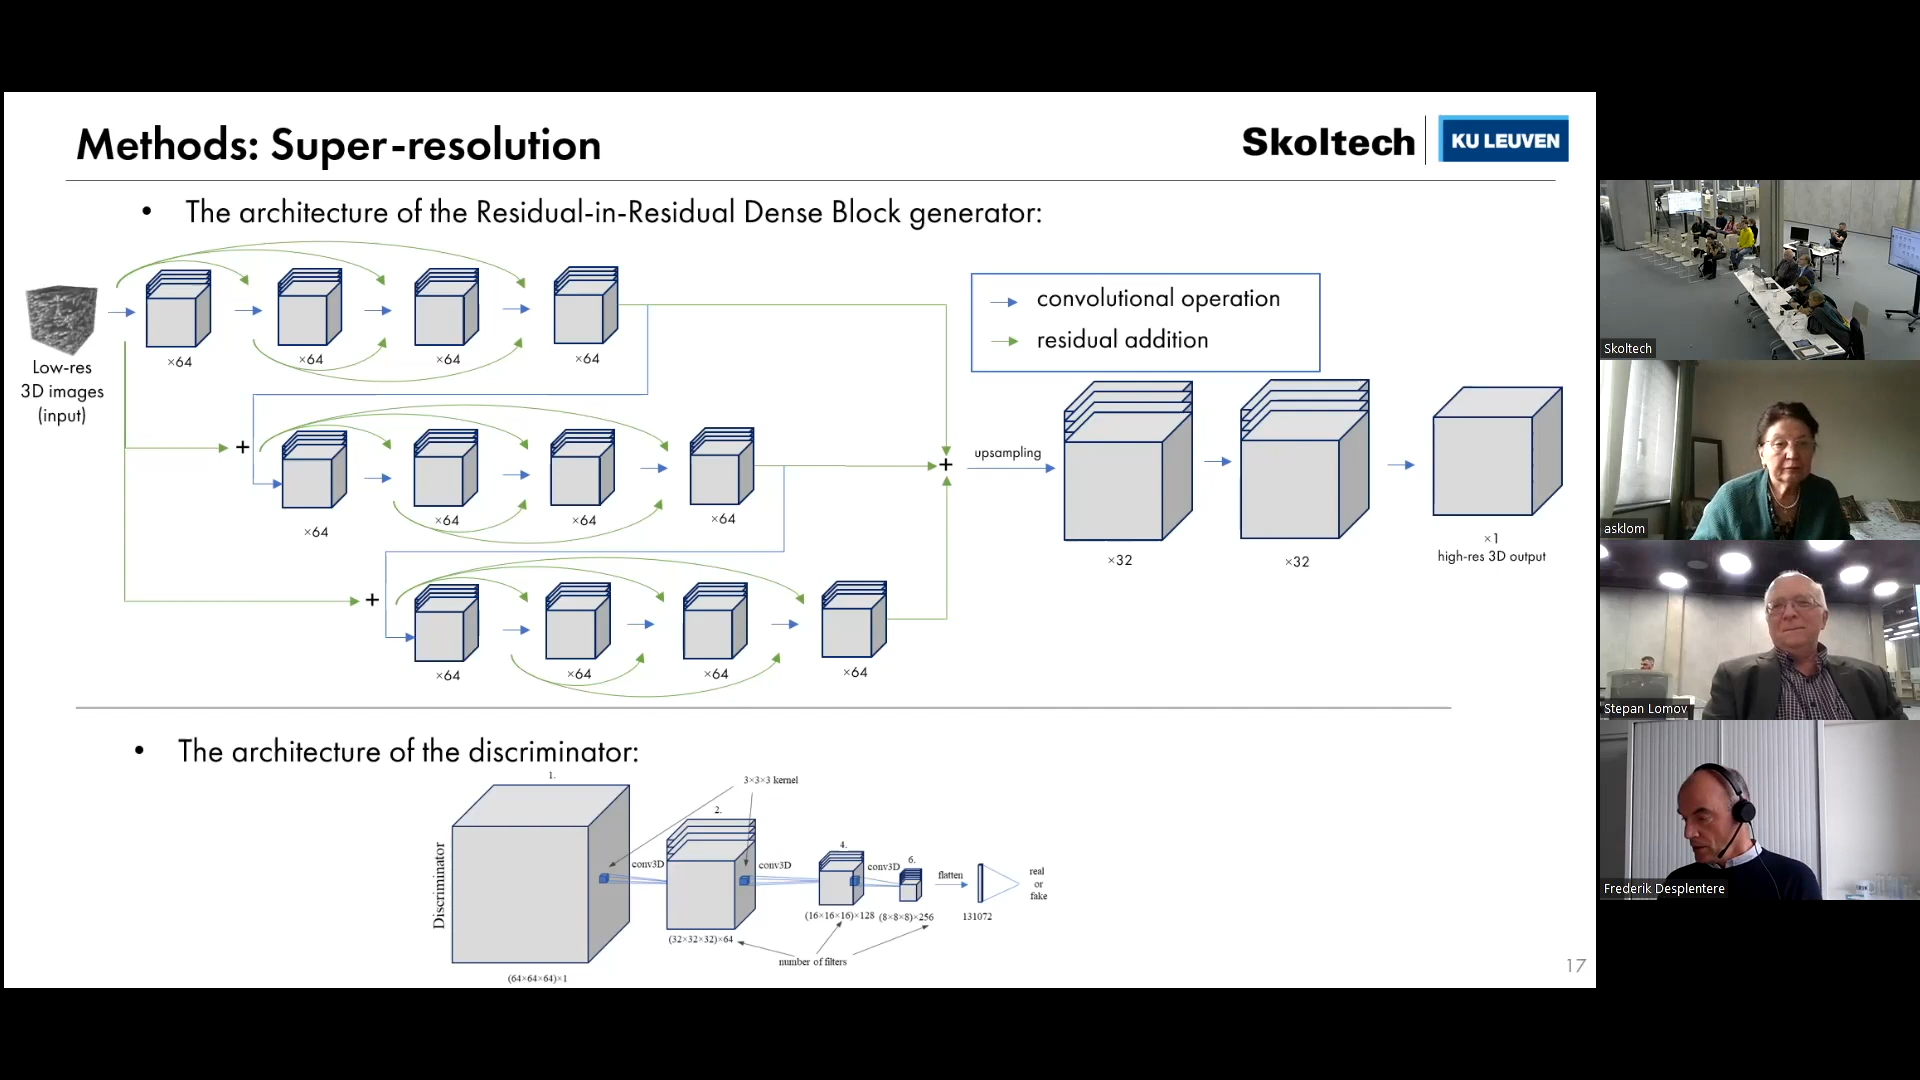 Methods: Super-resolution
Skoltech
KU LEUVEN
• The architecture of the Residual-in-Residual Dense Block generator:
Low-res
3D images
(input)
×64
×64
×64
×64
convolutional operation
residual addition
+
×64
×64
×64
×64
+
upsampling
×32
×32
×1
high-res 3D output
+
×64
×64
×64
×64
• The architecture of the discriminator:
Discriminator
1.
(64×64×64)×1
3×3×3 kernel
conv3D
2.
(32×32×32)×64
conv3D
4.
(16×16×16)×128
conv3D
6.
(8×8×8)×256
number of filters
flatten
131072
real
or
fake
17
Skoltech
asklom
Stepan Lomov
Frederik Desplentere